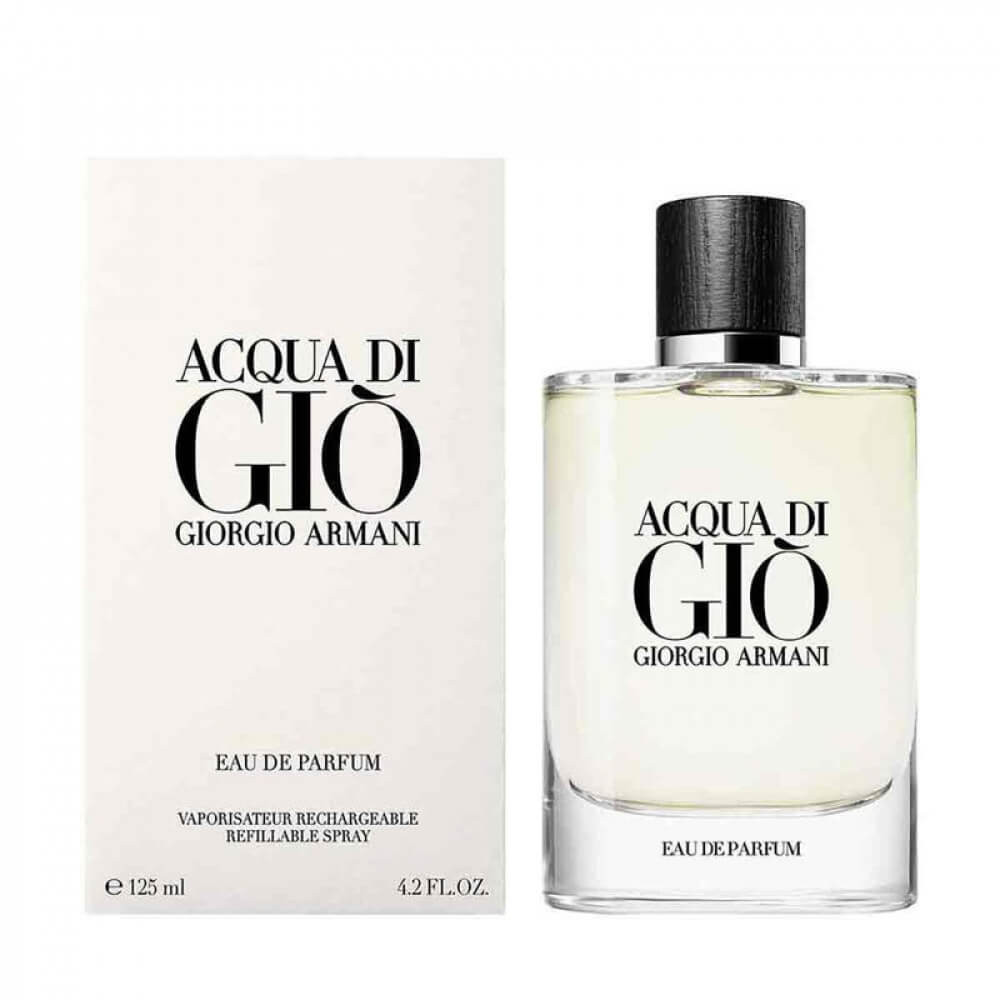 ACQUA DI
GIÒ
GIORGIO ARMANI
EAU DE PARFUM
VAPORISATEUR RECHARGEABLE
REFILLABLE SPRAY
℮ 125 ml 4.2 FL.OZ.
ACQUA DI
GIÒ
GIORGIO ARMANI
EAU DE PARFUM